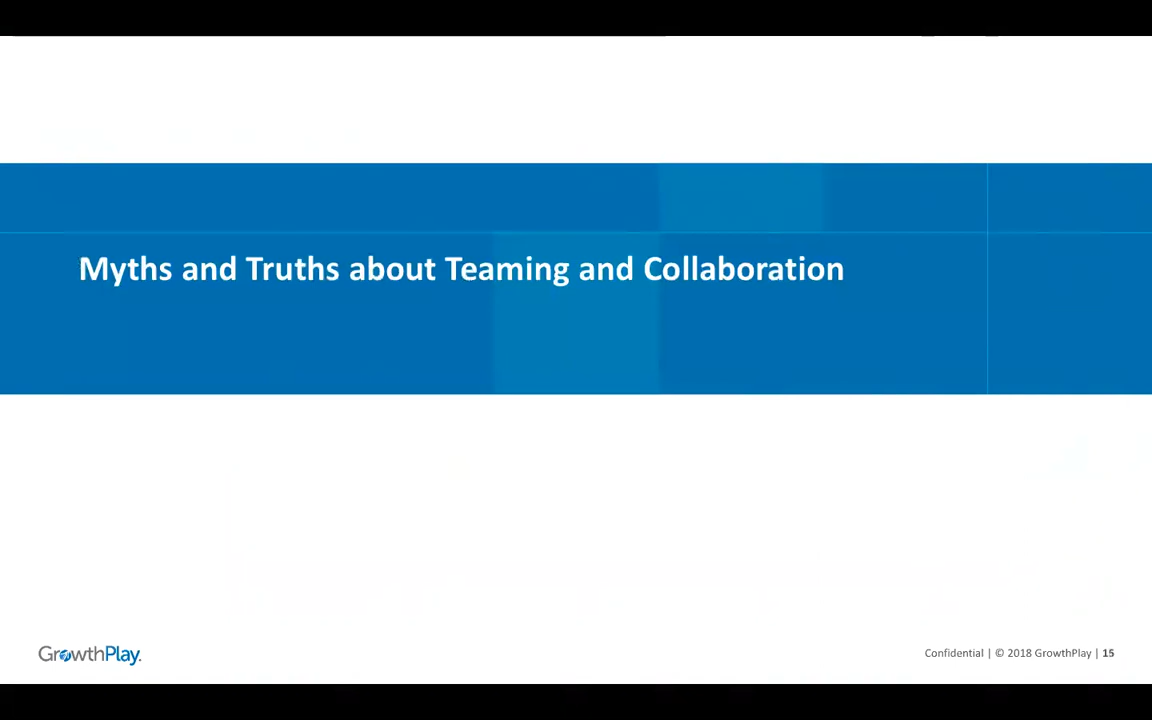 Myths and Truths about Teaming and Collaboration
GrowthPlay.
Confidential | © 2018 GrowthPlay | 15